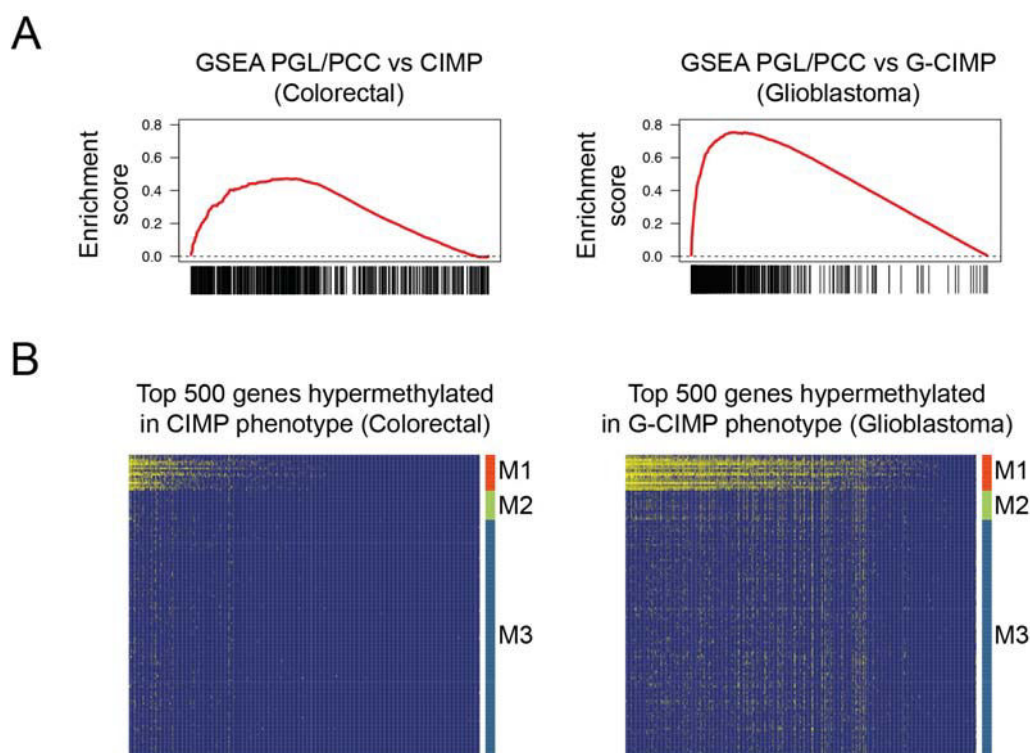 A
GSEA PGL/PCC vs CIMP
(Colorectal)
Enrichment
score
0.8
0.6
0.4
0.2
0.0
GSEA PGL/PCC vs G-CIMP
(Glioblastoma)
Enrichment
score
0.8
0.6
0.4
0.2
0.0
B
Top 500 genes hypermethylated
in CIMP phenotype (Colorectal)
M1
M2
M3
Top 500 genes hypermethylated
in G-CIMP phenotype (Glioblastoma)
M1
M2
M3